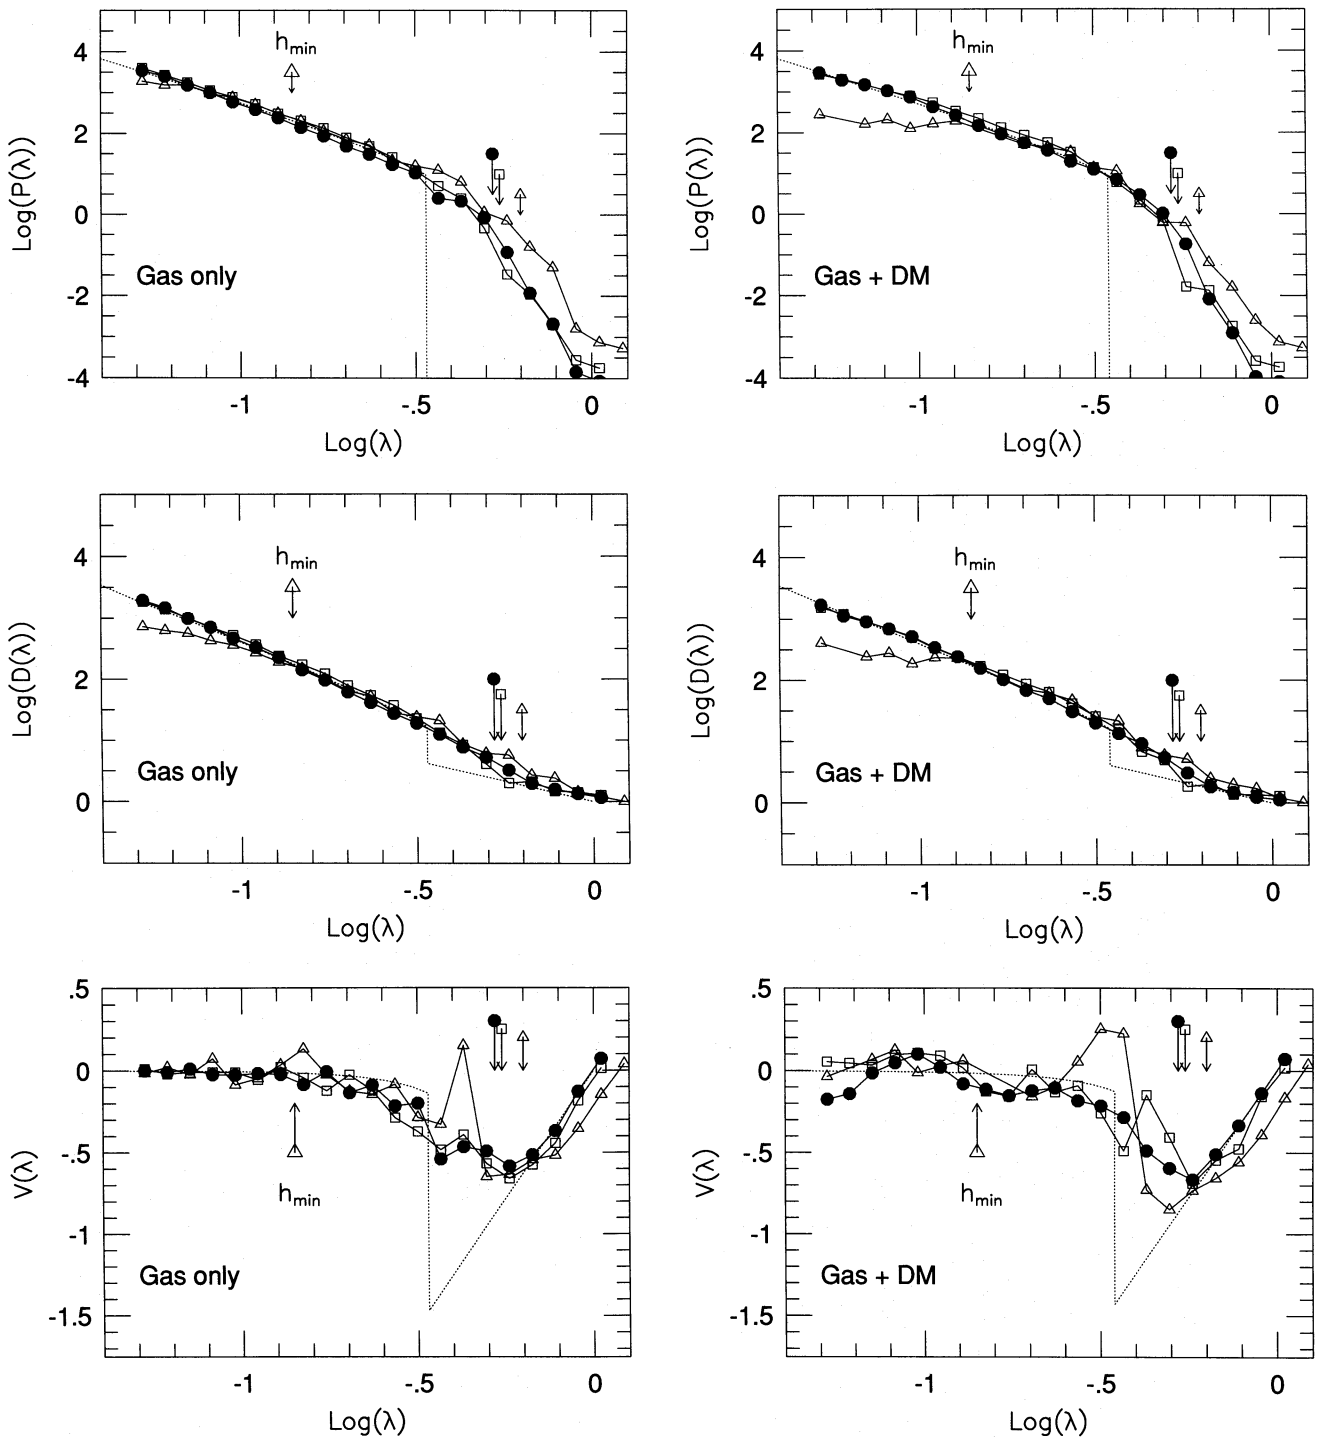 Log(P(λ))
4
2
0
-2
-4
h_min
Gas only
-1
-.5
0
Log(λ)
Log(P(λ))
4
2
0
-2
-4
h_min
Gas + DM
-1
-.5
0
Log(λ)
Log(D(λ))
4
2
0
h_min
Gas only
-1
-.5
0
Log(λ)
Log(D(λ))
4
2
0
h_min
Gas + DM
-1
-.5
0
Log(λ)
V(λ)
.5
0
-.5
-1
-1.5
h_min
Gas only
-1
-.5
0
Log(λ)
V(λ)
.5
0
-.5
-1
-1.5
h_min
Gas + DM
-1
-.5
0
Log(λ)